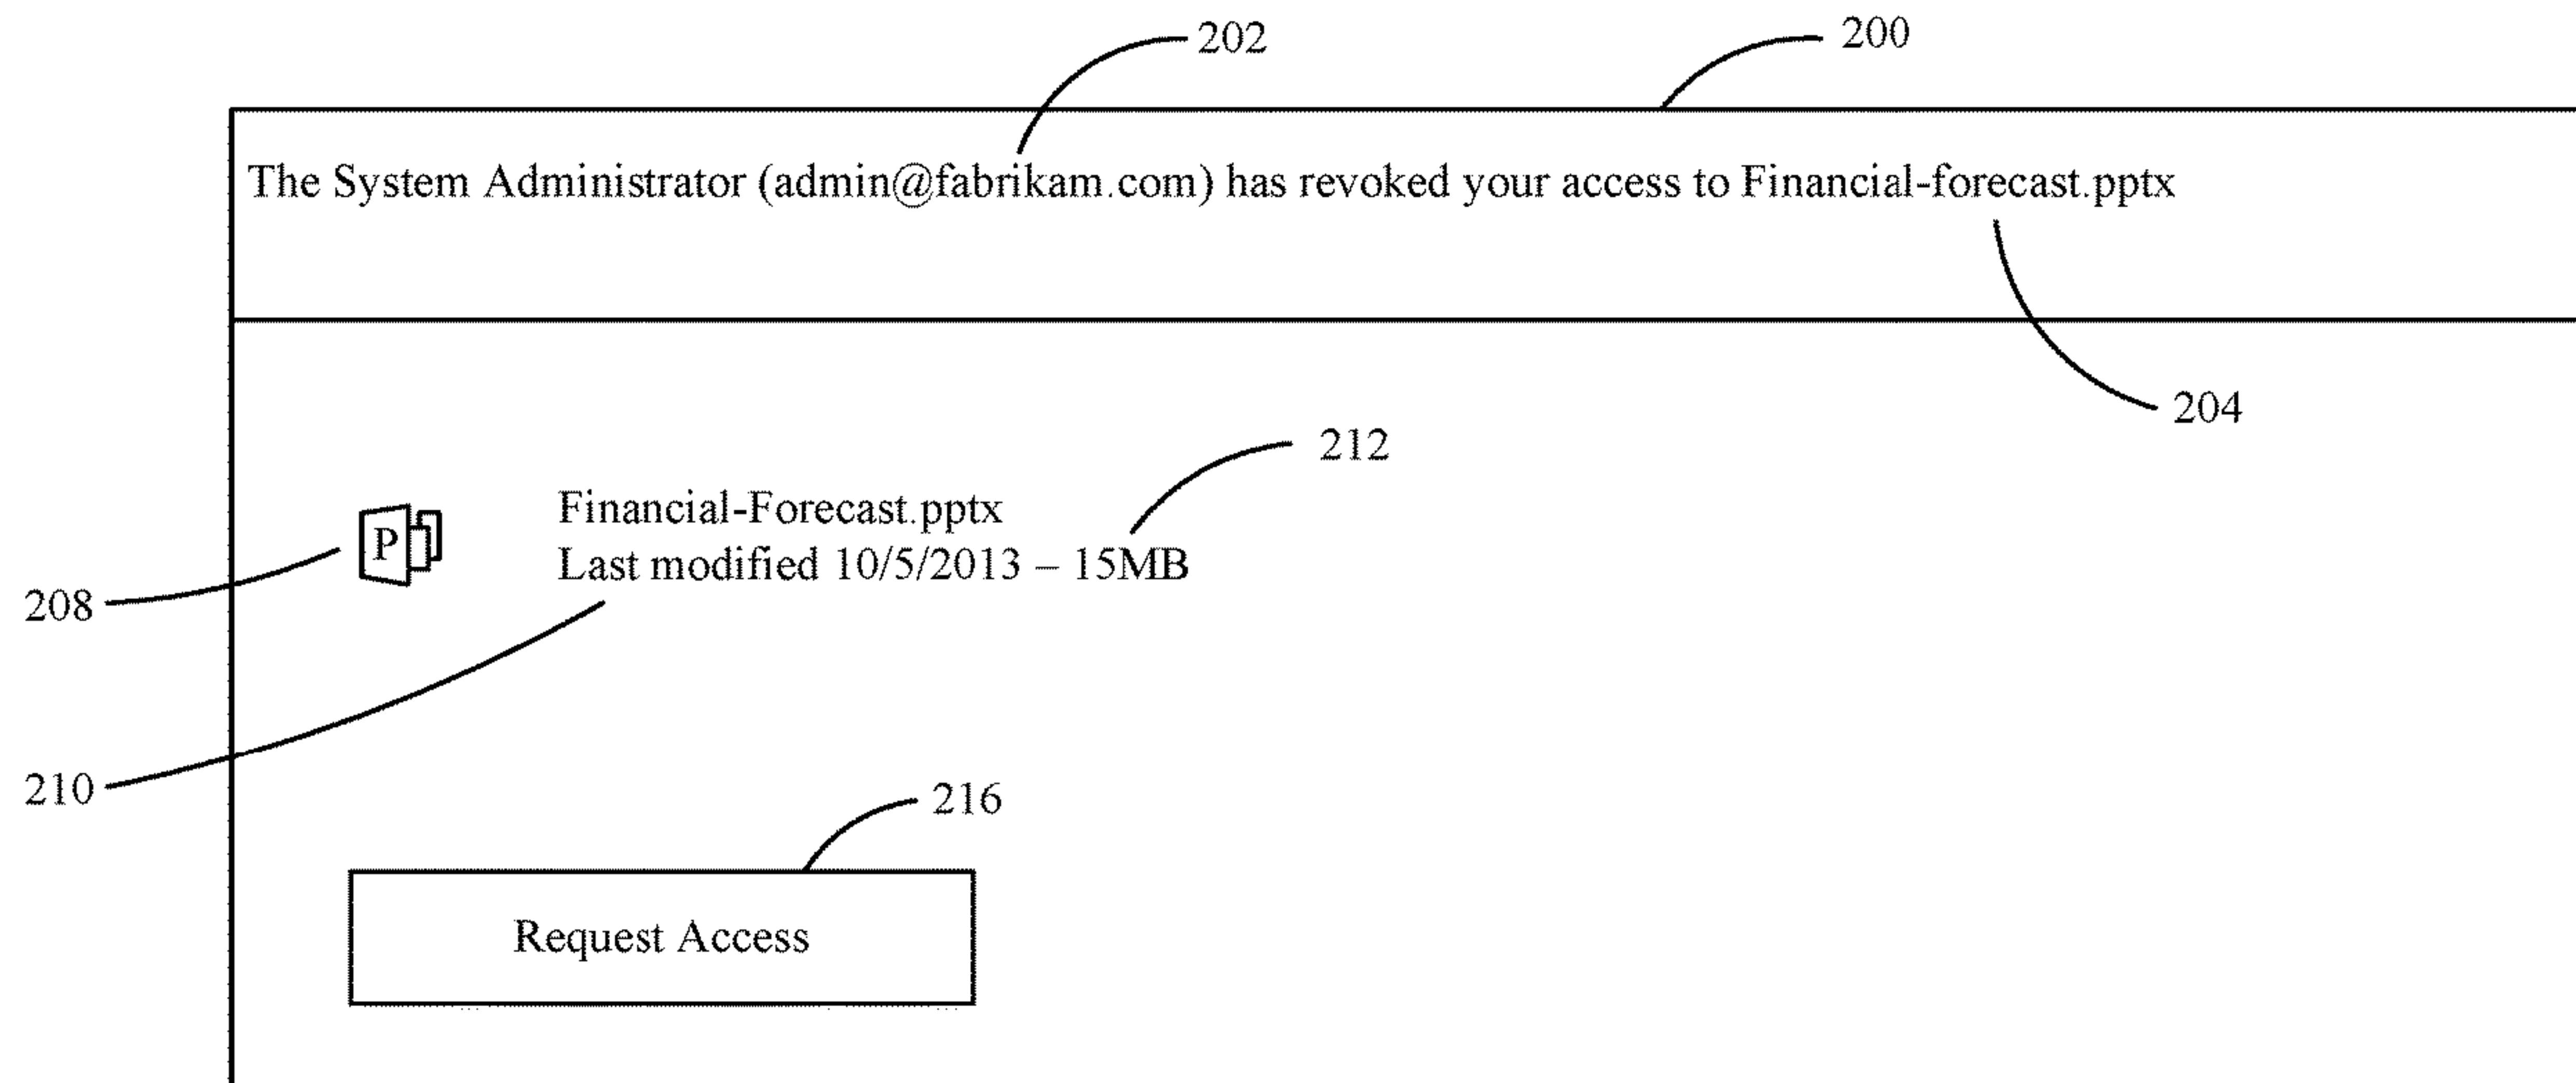 202
200
The System Administrator (admin@fabrikam.com) has revoked your access to Financial-forecast.pptx
204
212
Financial-Forecast.pptx
P
Last modified 10/5/2013 – 15MB
208
210
216
Request Access